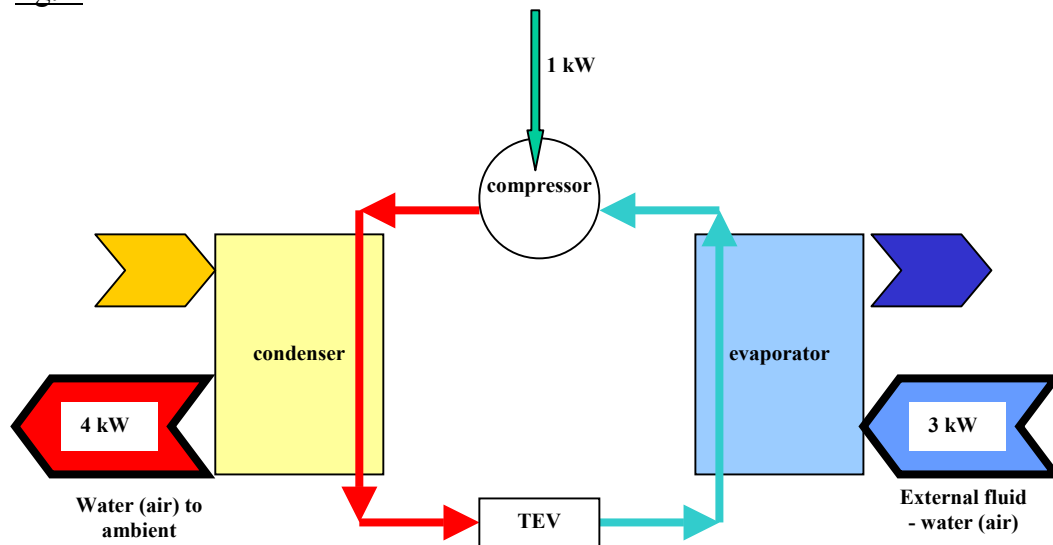 1 kW
compressor
condenser
evaporator
4 kW
3 kW
Water (air) to
ambient
TEV
External fluid
- water (air)